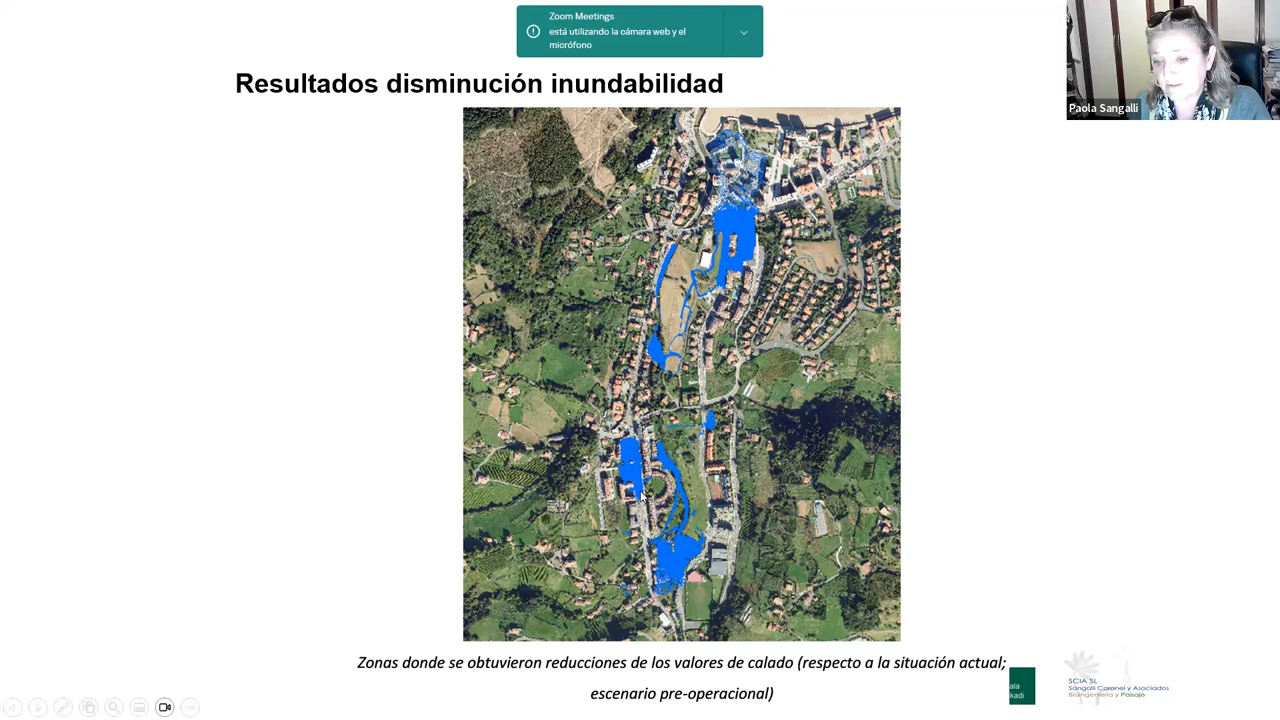 Zoom Meetings
está utilizando la cámara web y el
micrófono
Resultados disminución inundabilidad
Paola Sangalli
Zonas donde se obtuvieron reducciones de los valores de calado (respecto a la situación actual;
escenario pre-operacional)
ala
kadi
SCIA SL
Sangalli Coronel y Asociados
Bioingeniería y Paisaje